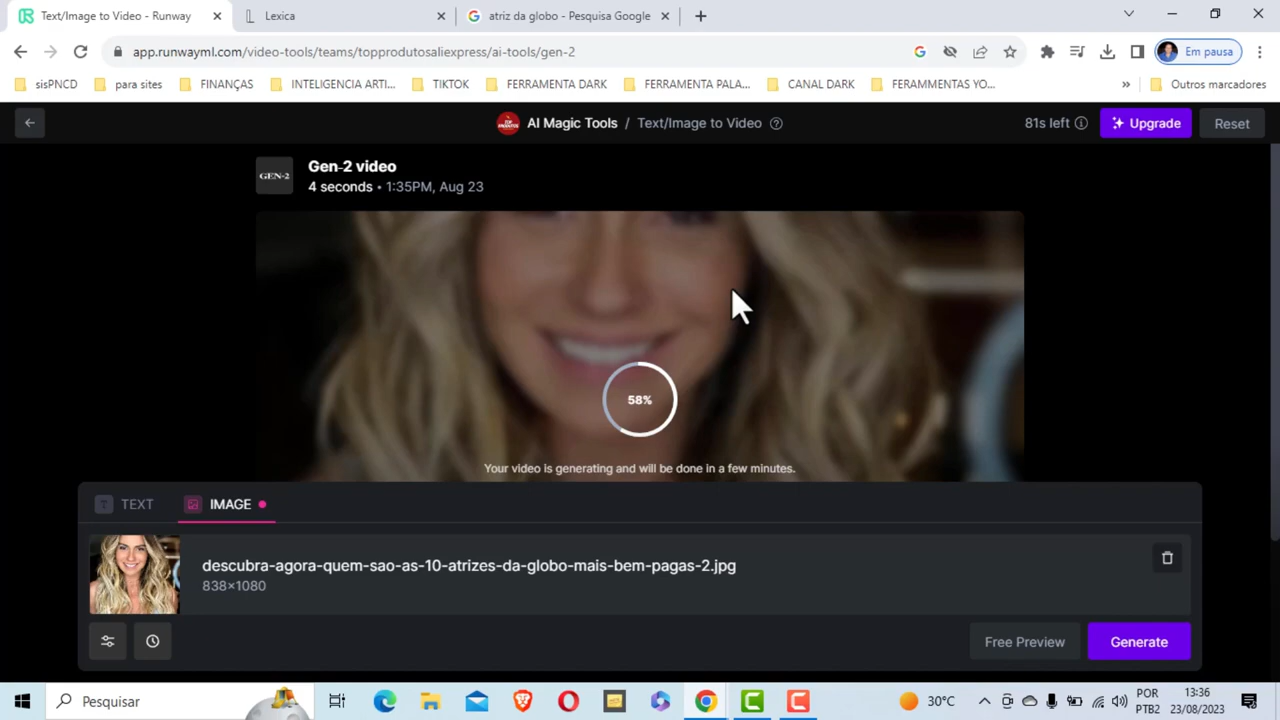 Text/Image to Video - Runway
Lexica
atriz da globo - Pesquisa Google
app.runwayml.com/video-tools/teams/topprodutosaliexpress/ai-tools/gen-2
Em pausa
sisPNCD
para sites
FINANÇAS
INTELIGENCIA ARTI...
TIKTOK
FERRAMENTA DARK
FERRAMENTA PALA...
CANAL DARK
FERAMMENTAS YO...
»
Outros marcadores
AI Magic Tools / Text/Image to Video
81s left
Upgrade
Reset
GEN-2
Gen-2 video
4 seconds • 1:35PM, Aug 23
58%
Your video is generating and will be done in a few minutes.
TEXT
IMAGE
descubra-agora-quem-sao-as-10-atrizes-da-globo-mais-bem-pagas-2.jpg
838×1080
Free Preview
Generate
Pesquisar
30°C
POR
PTB2
13:36
23/08/2023